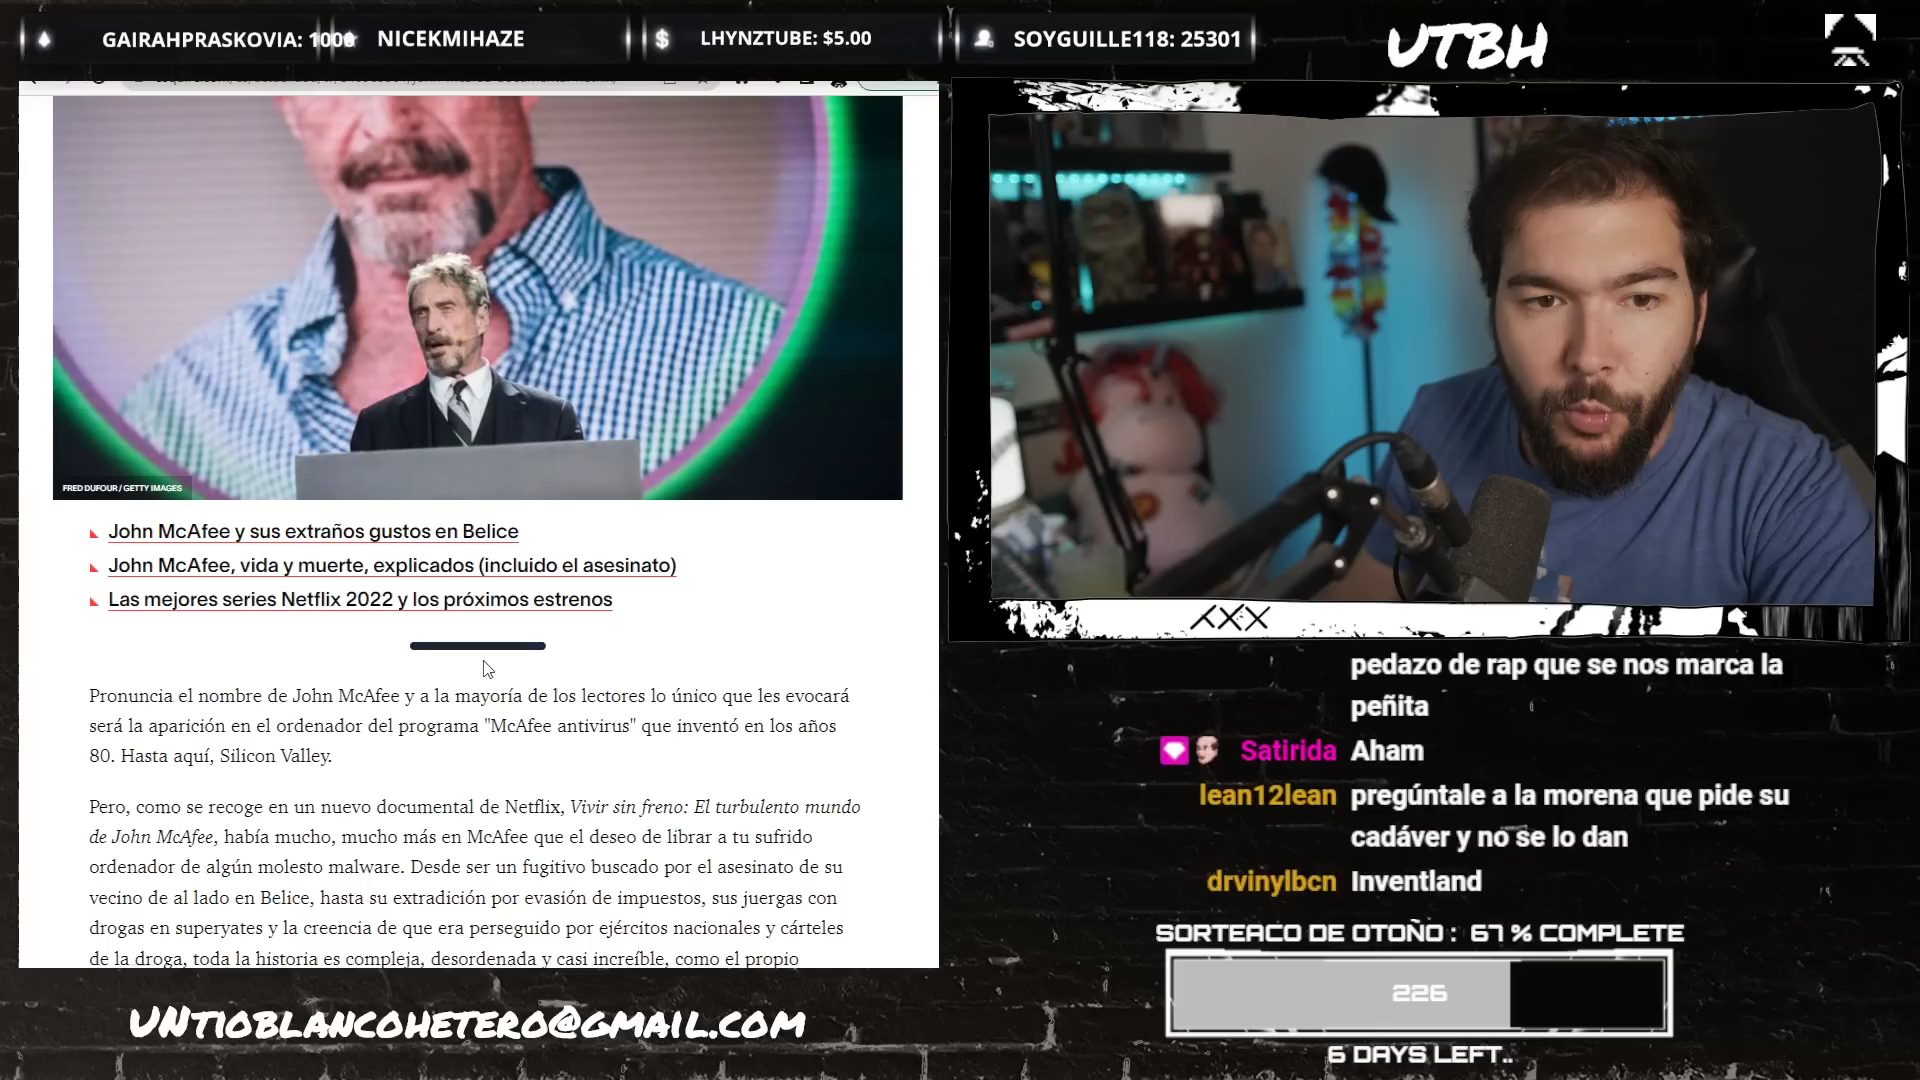 GAIRAHPRASKOVIA: 1000
NICEKMIHAZE
LHYNZTUBE: $5.00
SOYGUILLE118: 25301
UTBH
FRED DUFOUR / GETTY IMAGES
John McAfee y sus extraños gustos en Belice
John McAfee, vida y muerte, explicados (incluido el asesinato)
Las mejores series Netflix 2022 y los próximos estrenos
Pronuncia el nombre de John McAfee y a la mayoría de los lectores lo único que les evocará
será la aparición en el ordenador del programa "McAfee antivirus" que inventó en los años
80. Hasta aquí, Silicon Valley.
Pero, como se recoge en un nuevo documental de Netflix, Vivir sin freno: El turbulento mundo
de John McAfee, había mucho, mucho más en McAfee que el deseo de librar a tu sufrido
ordenador de algún molesto malware. Desde ser un fugitivo buscado por el asesinato de su
vecino de al lado en Belice, hasta su extradición por evasión de impuestos, sus juergas con
drogas en superyates y la creencia de que era perseguido por ejércitos nacionales y cárteles
de la droga, toda la historia es compleja, desordenada y casi increíble, como el propio
UNTIOBLANCOHETERO@GMAIL.COM
XXX
pedazo de rap que se nos marca la
peñita
Satirida Aham
lean12lean pregúntale a la morena que pide su
cadáver y no se lo dan
drvinylbcn Inventland
SORTEACO DE OTOÑO : 67 % COMPLETE
226
6 DAYS LEFT..